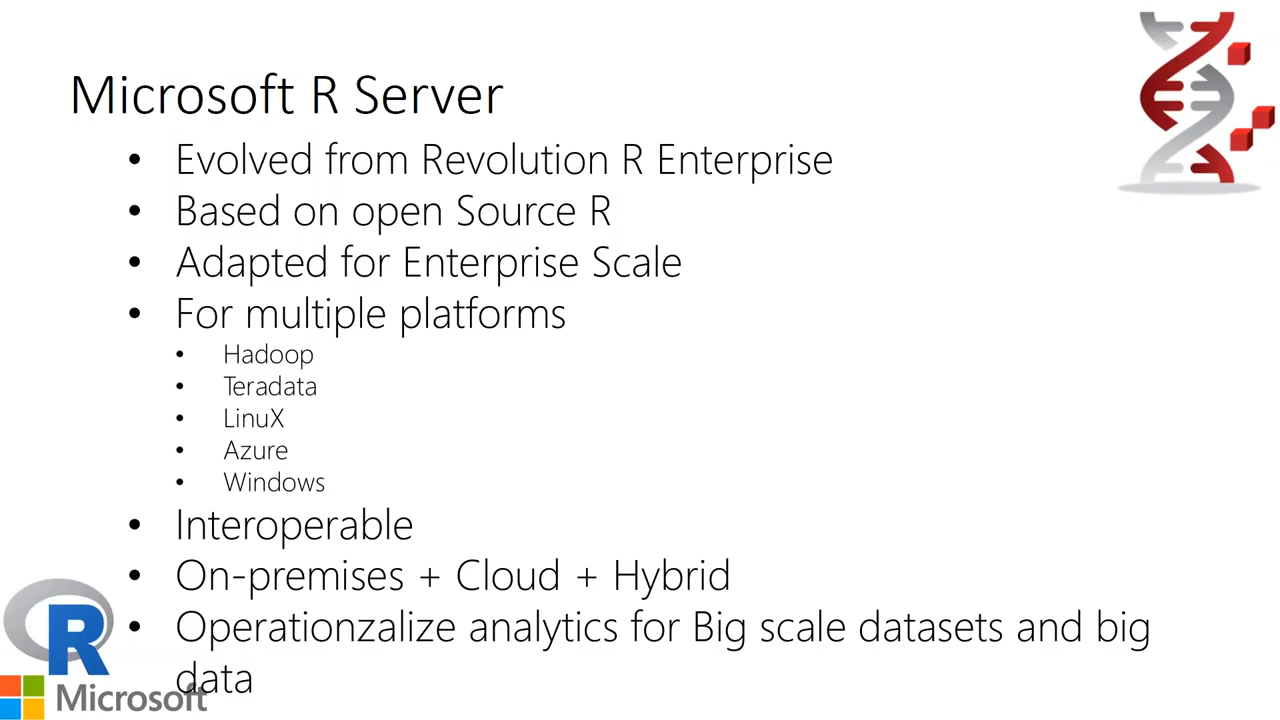 Microsoft R Server
• Evolved from Revolution R Enterprise
• Based on open Source R
• Adapted for Enterprise Scale
• For multiple platforms
• Hadoop
• Teradata
• LinuX
• Azure
• Windows
• Interoperable
• On-premises + Cloud + Hybrid
• Operationzalize analytics for Big scale datasets and big
data
R
Microsoft